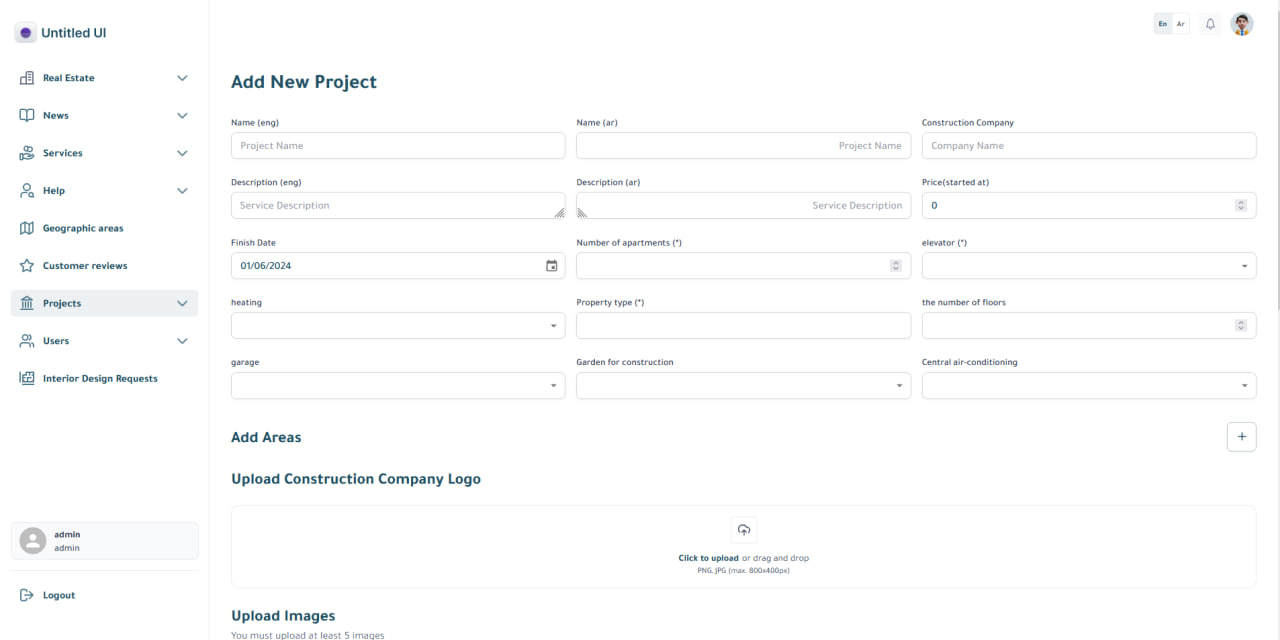 Untitled UI
En Ar
Real Estate
News
Services
Help
Geographic areas
Customer reviews
Projects
Users
Interior Design Requests
admin
admin
Logout
Add New Project
Name (eng) Name (ar) Construction Company
Project Name Project Name Company Name
Description (eng) Description (ar) Price(started at)
Service Description Service Description 0
Finish Date Number of apartments (*) elevator (*)
01/06/2024
heating Property type (*) the number of floors
garage Garden for construction Central air-conditioning
Add Areas
Upload Construction Company Logo
Click to upload or drag and drop
PNG, JPG (max. 800x400px)
Upload Images
You must upload at least 5 images